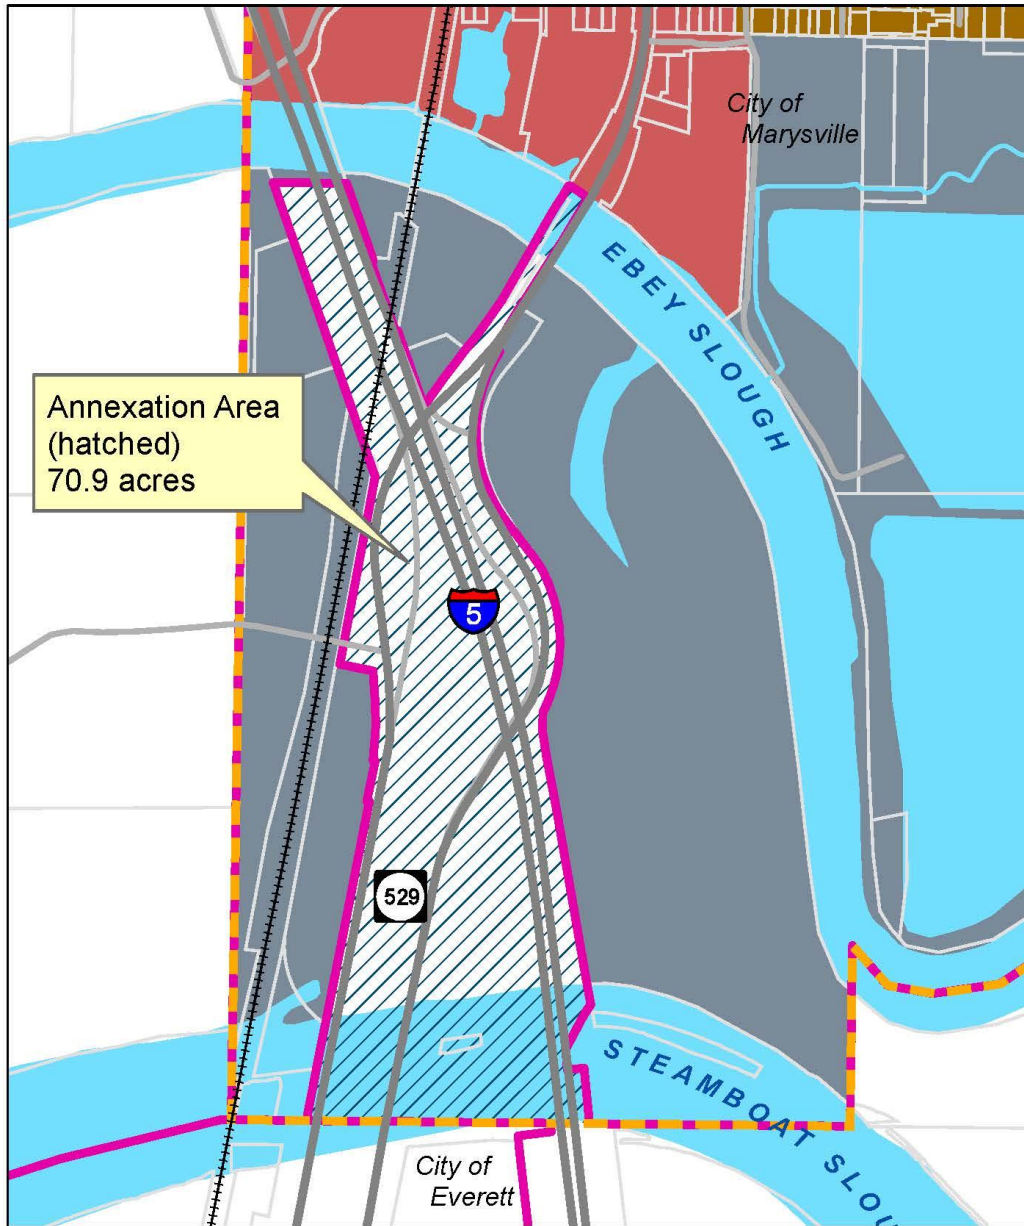 City of
Marysville
EBEY SLOUGH
Annexation Area
(hatched)
70.9 acres
5
529
STEAMBOAT SLOU
City of
Everett